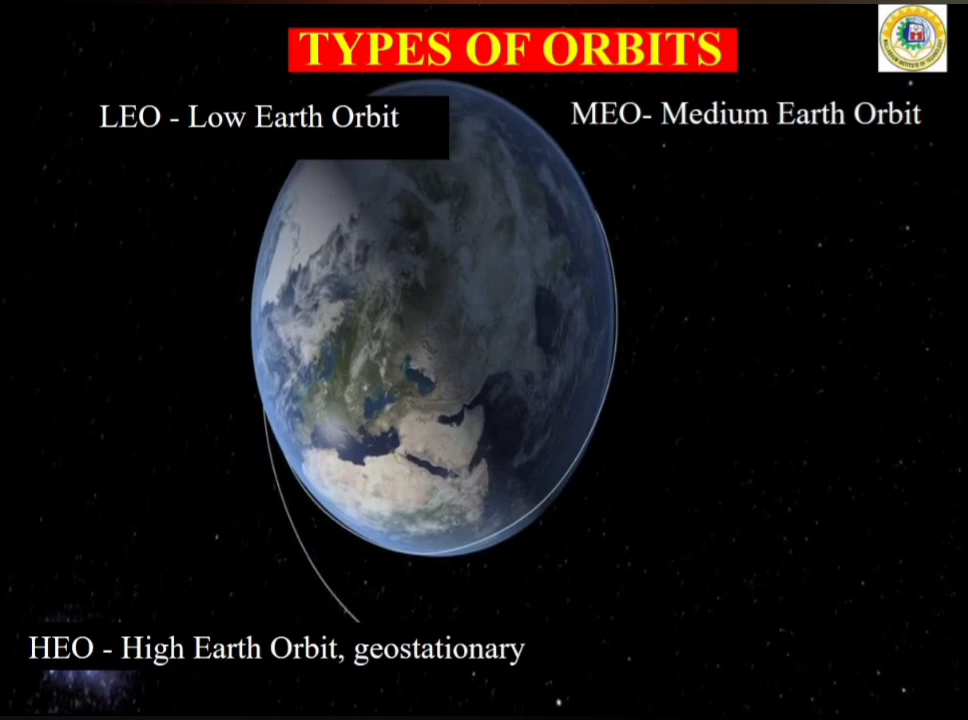 TYPES OF ORBITS
LEO - Low Earth Orbit
MEO- Medium Earth Orbit
HEO - High Earth Orbit, geostationary